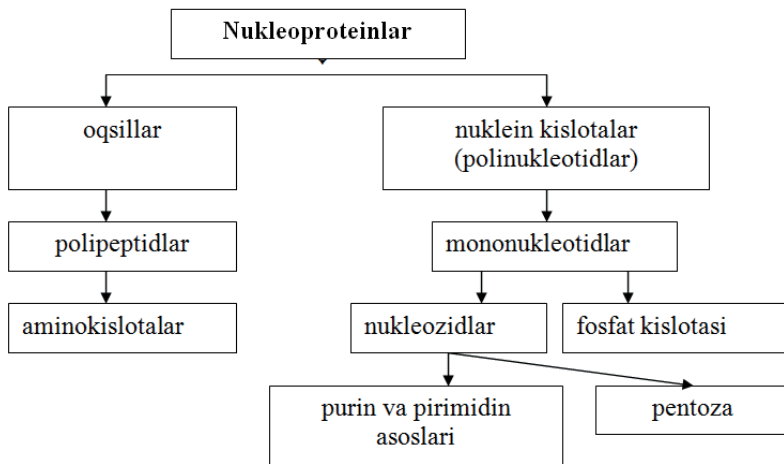 Nukleoproteinlar
oqsillar
nuklein kislotalar
(polinukleotidlar)
polipeptidlar
mononukleotidlar
aminokislotalar
nukleozidlar
fosfat kislotasi
purin va pirimidin
asoslari
pentoza